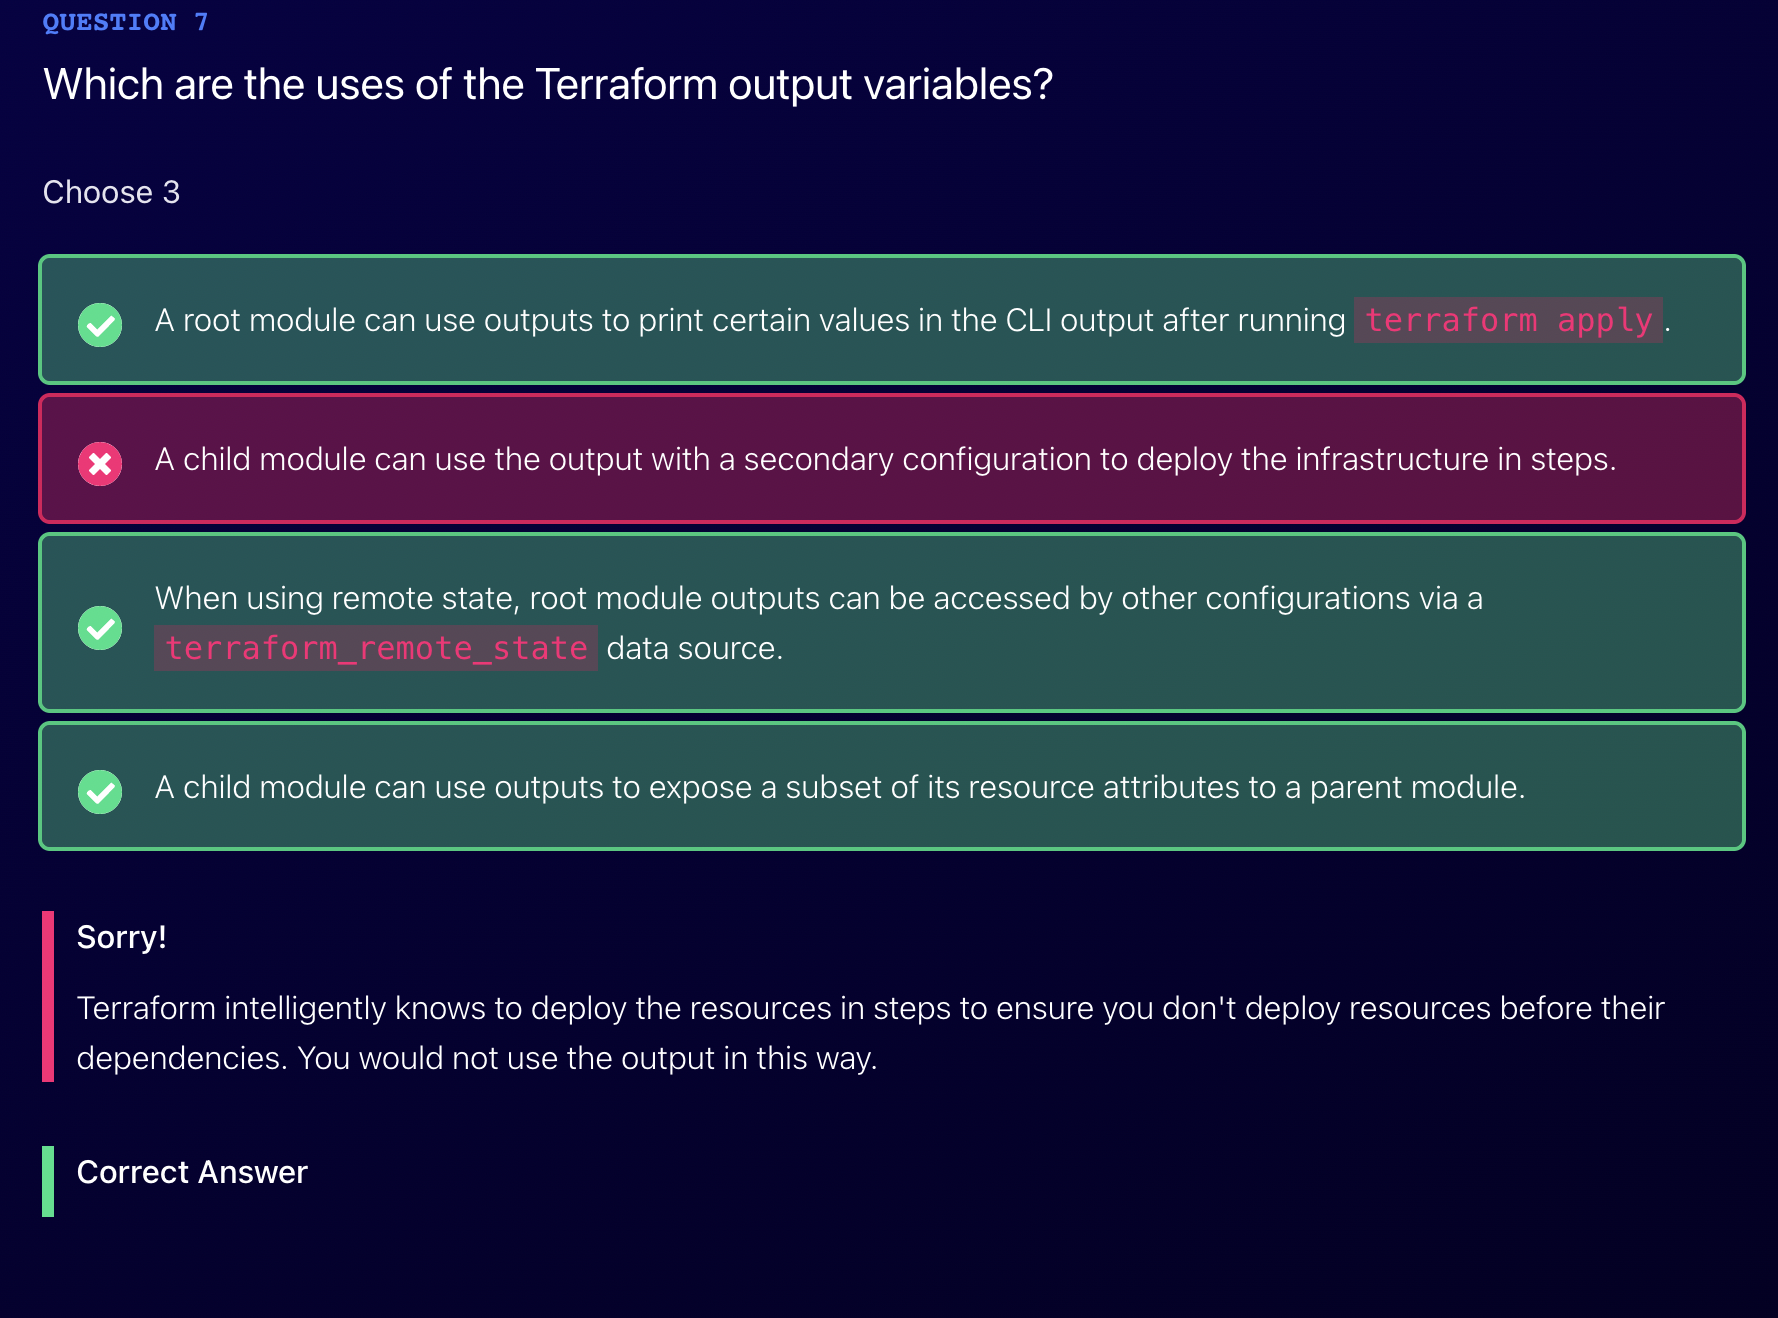 QUESTION 7
Which are the uses of the Terraform output variables?
Choose 3
A root module can use outputs to print certain values in the CLI output after running terraform apply.
A child module can use the output with a secondary configuration to deploy the infrastructure in steps.
When using remote state, root module outputs can be accessed by other configurations via a
terraform_remote_state data source.
A child module can use outputs to expose a subset of its resource attributes to a parent module.
Sorry!
Terraform intelligently knows to deploy the resources in steps to ensure you don't deploy resources before their
dependencies. You would not use the output in this way.
Correct Answer